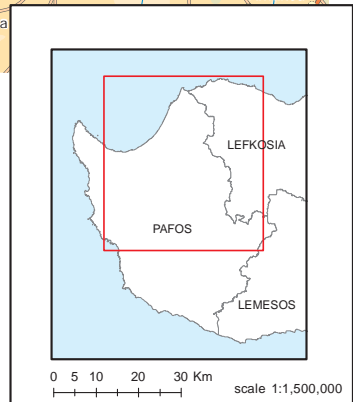 a
LEFKOSIA
PAFOS
LEMESOS
0 5 10 20 30 Km
scale 1:1,500,000